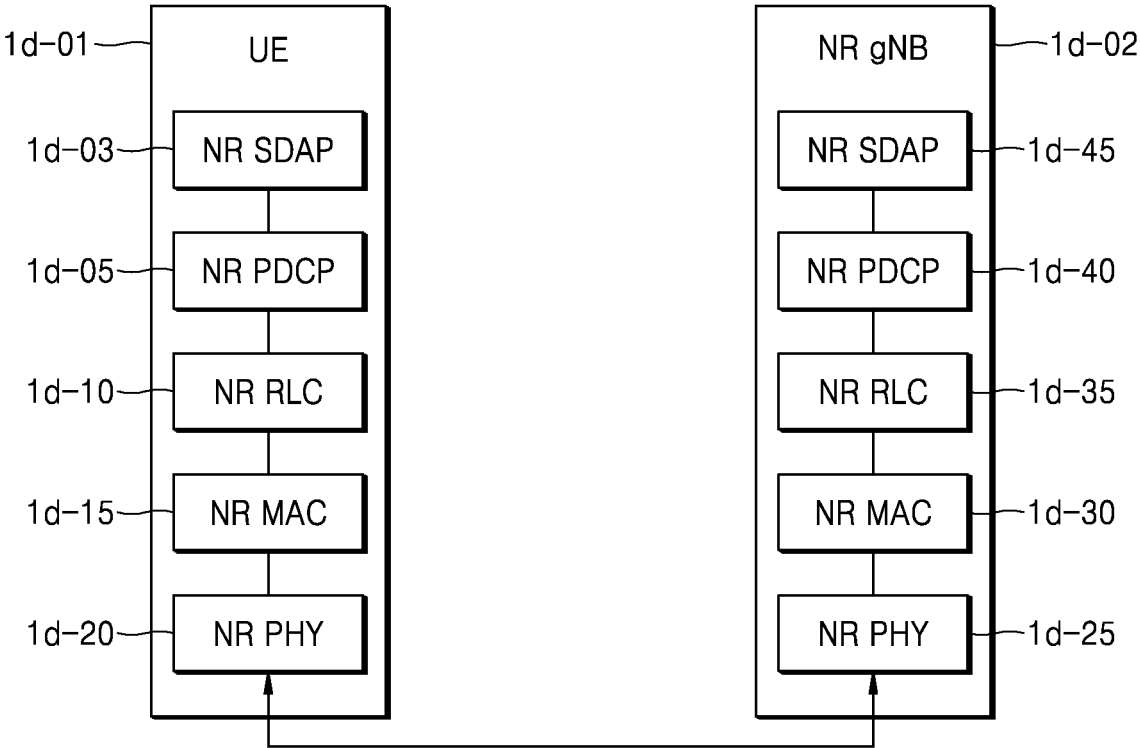 1d-01 UE NR gNB 1d-02
1d-03 NR SDAP NR SDAP 1d-45
1d-05 NR PDCP NR PDCP 1d-40
1d-10 NR RLC NR RLC 1d-35
1d-15 NR MAC NR MAC 1d-30
1d-20 NR PHY NR PHY 1d-25